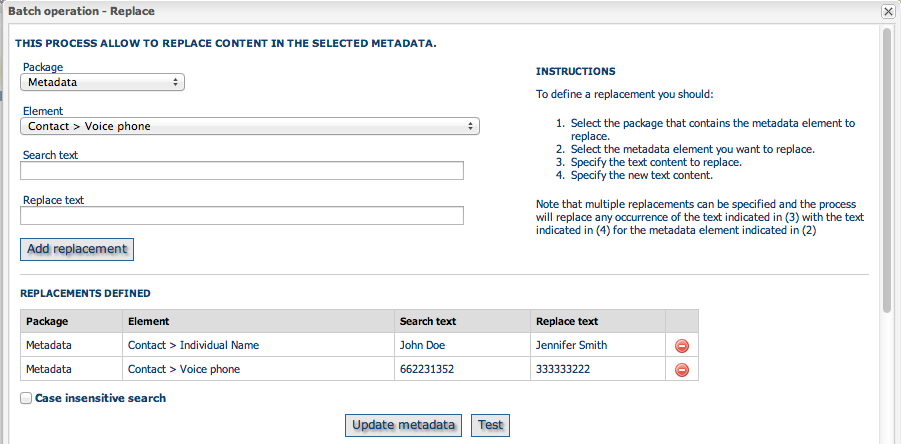 Batch operation - Replace
THIS PROCESS ALLOW TO REPLACE CONTENT IN THE SELECTED METADATA.
Package
Metadata
Element
Contact > Voice phone
Search text
Replace text
Add replacement
INSTRUCTIONS
To define a replacement you should:
1. Select the package that contains the metadata element to
replace.
2. Select the metadata element you want to replace.
3. Specify the text content to replace.
4. Specify the new text content.
Note that multiple replacements can be specified and the process
will replace any occurrence of the text indicated in (3) with the text
indicated in (4) for the metadata element indicated in (2)
REPLACEMENTS DEFINED
Package Element Search text Replace text
Metadata Contact > Individual Name John Doe Jennifer Smith
Metadata Contact > Voice phone 662231352 333333222
Case insensitive search
Update metadata Test